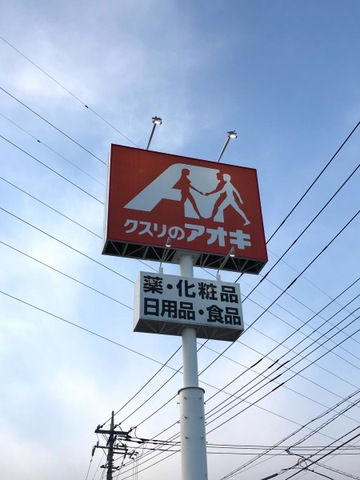 クスリのアオキ
薬・化粧品
日用品・食品